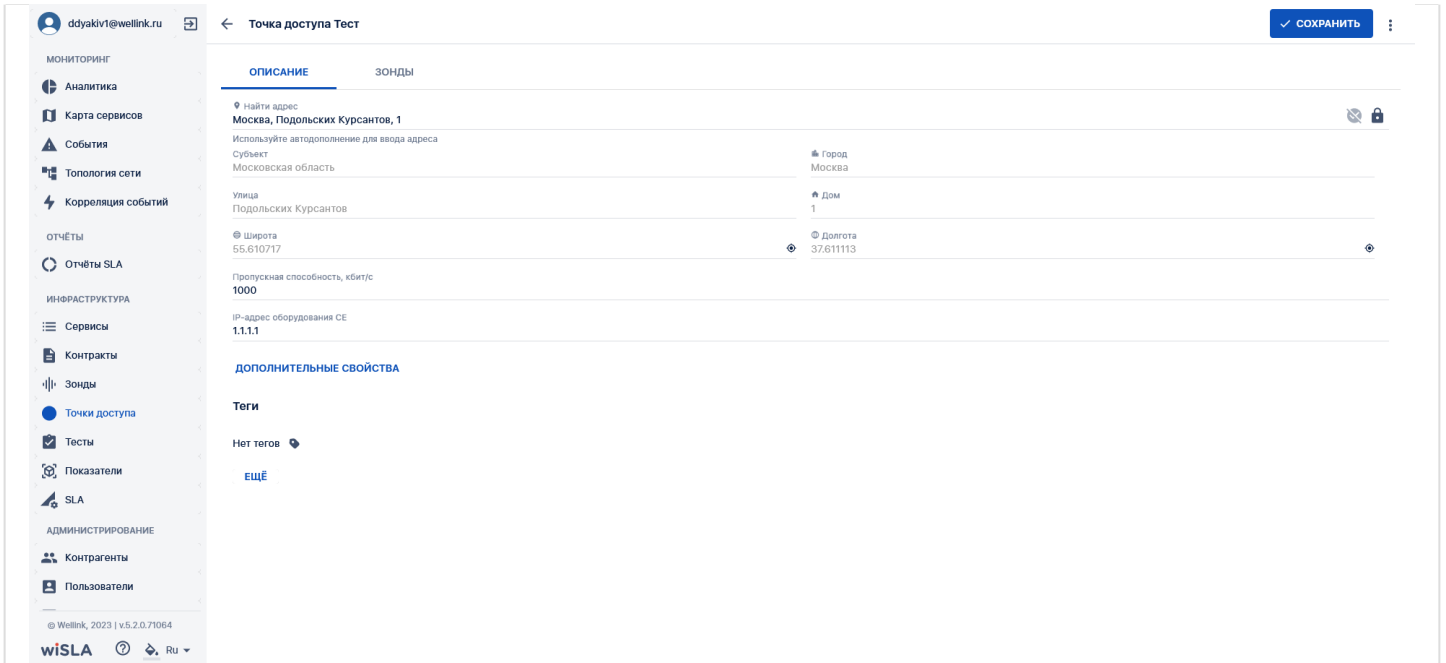 ddyakiv1@wellink.ru
МОНИТОРИНГ
Аналитика
Карта сервисов
События
Топология сети
Корреляция событий
ОТЧЁТЫ
Отчёты SLA
ИНФРАСТРУКТУРА
Сервисы
Контракты
Зонды
Точки доступа
Тесты
Показатели
SLA
АДМИНИСТРИРОВАНИЕ
Контрагенты
Пользователи
© Wellink, 2023 | v.5.2.0.71064
wiSLA Ru
Точка доступа Тест СОХРАНИТЬ
ОПИСАНИЕ ЗОНДЫ
Найти адрес
Москва, Подольских Курсантов, 1
Используйте автодополнение для ввода адреса
Субъект Город
Московская область Москва
Улица Дом
Подольских Курсантов 1
Широта Долгота
55.610717 37.611113
Пропускная способность, кбит/с
1000
IP-адрес оборудования CE
1.1.1.1
ДОПОЛНИТЕЛЬНЫЕ СВОЙСТВА
Теги
Нет тегов
ЕЩЁ